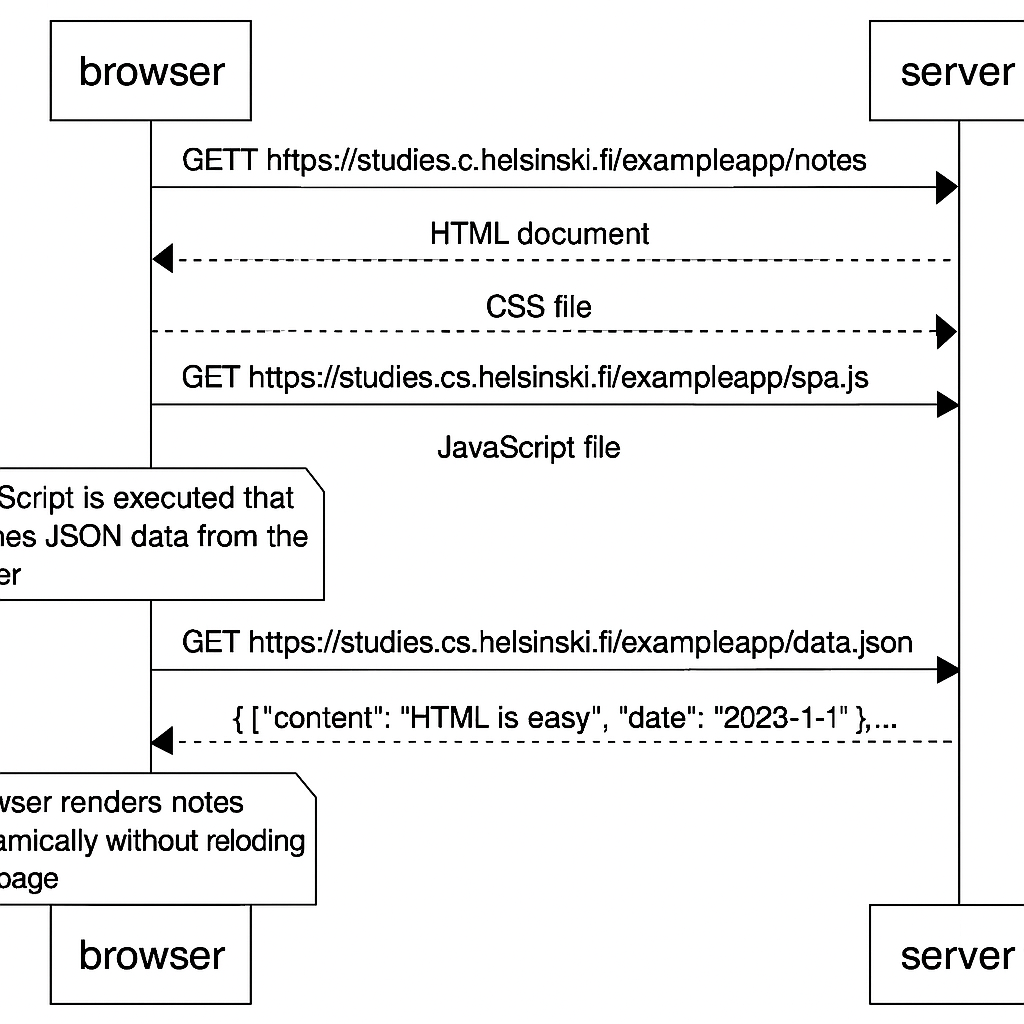 browser
server
GETT hftps://studies.c.helsinski.fi/exampleapp/notes
HTML document
CSS file
GET https://studies.cs.helsinski.fi/exampleapp/spa.js
JavaScript file
Script is executed that
nes JSON data from the
er
GET https://studies.cs.helsinski.fi/exampleapp/data.json
{ ["content": "HTML is easy", "date": "2023-1-1" },...
wser renders notes
amically without reloding
page
browser
server